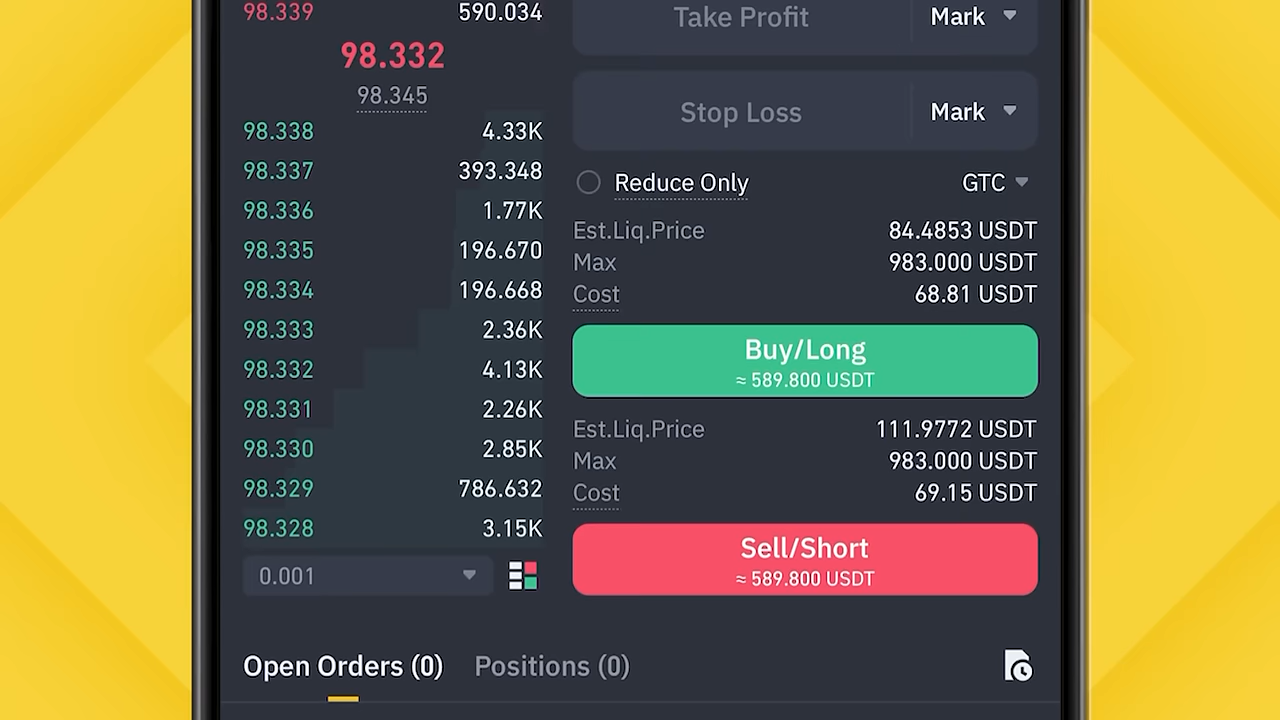 98.339 590.034
98.332
98.345
98.338 4.33K
98.337 393.348
98.336 1.77K
98.335 196.670
98.334 196.668
98.333 2.36K
98.332 4.13K
98.331 2.26K
98.330 2.85K
98.329 786.632
98.328 3.15K
0.001
Take Profit Mark
Stop Loss Mark
Reduce Only GTC
Est.Liq.Price 84.4853 USDT
Max 983.000 USDT
Cost 68.81 USDT
Buy/Long
≈ 589.800 USDT
Est.Liq.Price 111.9772 USDT
Max 983.000 USDT
Cost 69.15 USDT
Sell/Short
≈ 589.800 USDT
Open Orders (0) Positions (0)